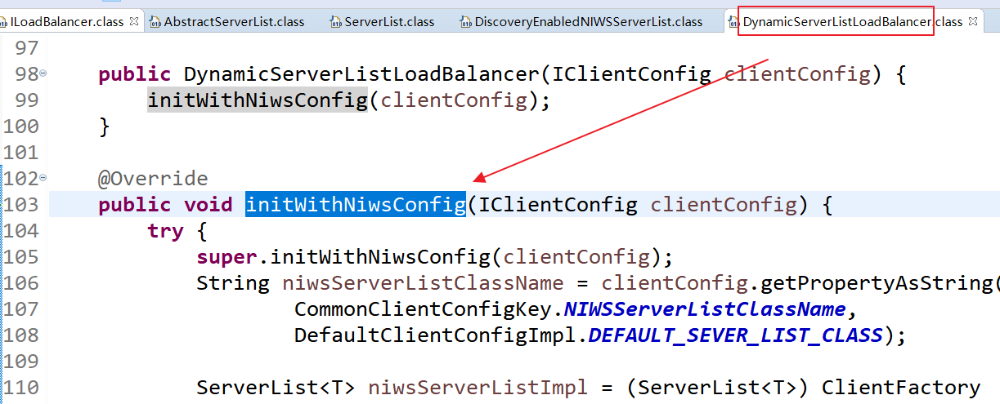 ILoadBalancer.class AbstractServerList.class ServerList.class DiscoveryEnabledNIWSServerList.class DynamicServerListLoadBalancer.class
97
98 public DynamicServerListLoadBalancer(IClientConfig clientConfig) {
99 initWithNiwsConfig(clientConfig);
100 }
101
102 @Override
103 public void initWithNiwsConfig(IClientConfig clientConfig) {
104 try {
105 super.initWithNiwsConfig(clientConfig);
106 String niwsServerListClassName = clientConfig.getPropertyAsString(
107 CommonClientConfigKey.NIWSServerListClassName,
108 DefaultClientConfigImpl.DEFAULT_SEVER_LIST_CLASS);
109
110 ServerList<T> niwsServerListImpl = (ServerList<T>) ClientFactory